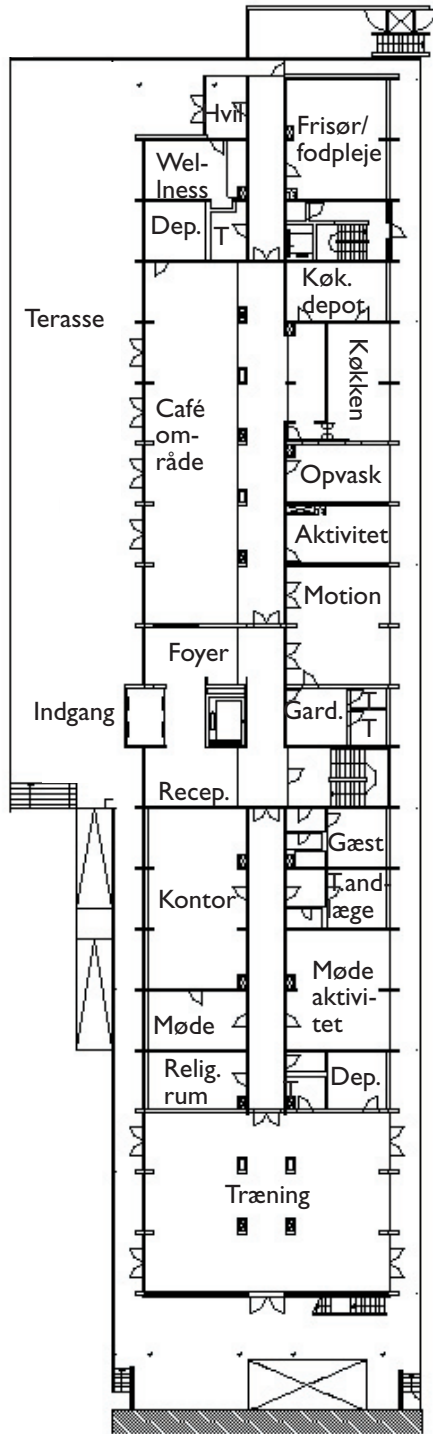 Hvil
Frisør/
fodpleje
Wel-
lness
Dep.
T
Køk.
depot
Terasse
Køkken
Café
om-
råde
Opvask
Aktivitet
Motion
Foyer
Indgang
Gard.
T
T
Recep.
Gæst
Kontor
Tand-
læge
Møde
aktivi-
tet
Møde
Relig.
rum
T
Dep.
Træning